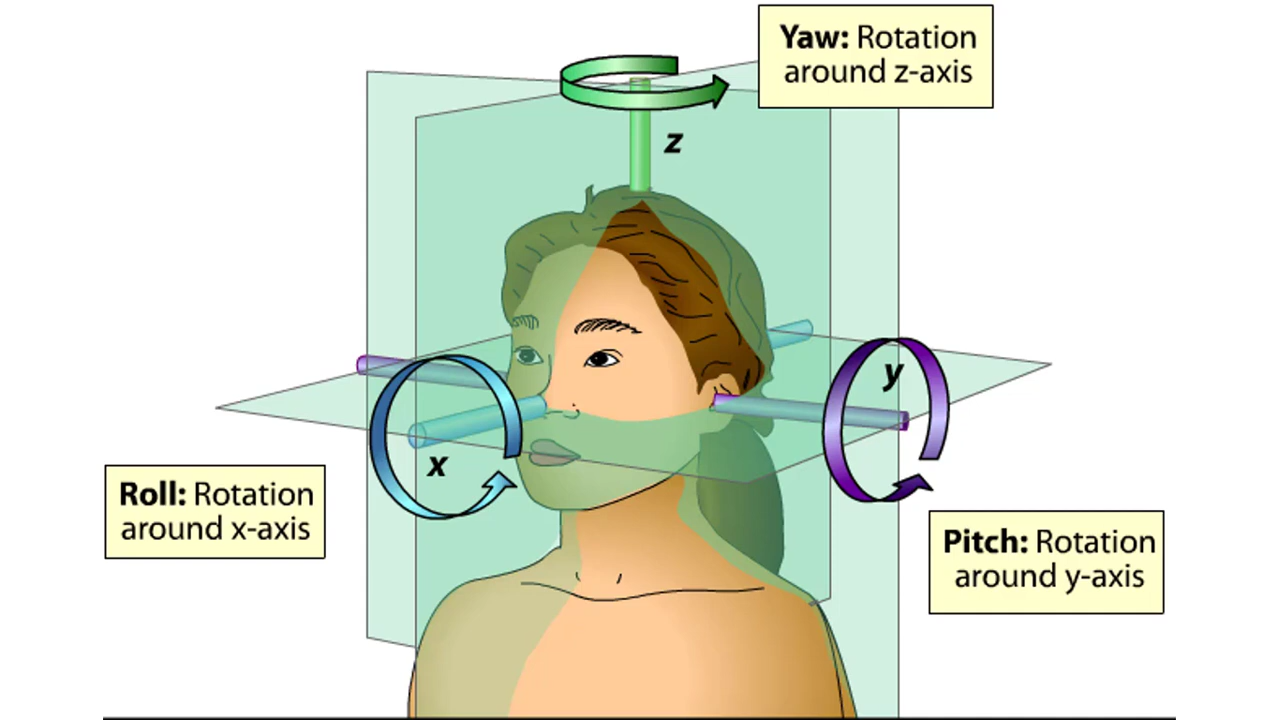 Yaw: Rotation
around z-axis
z
y
x
Roll: Rotation
around x-axis
Pitch: Rotation
around y-axis